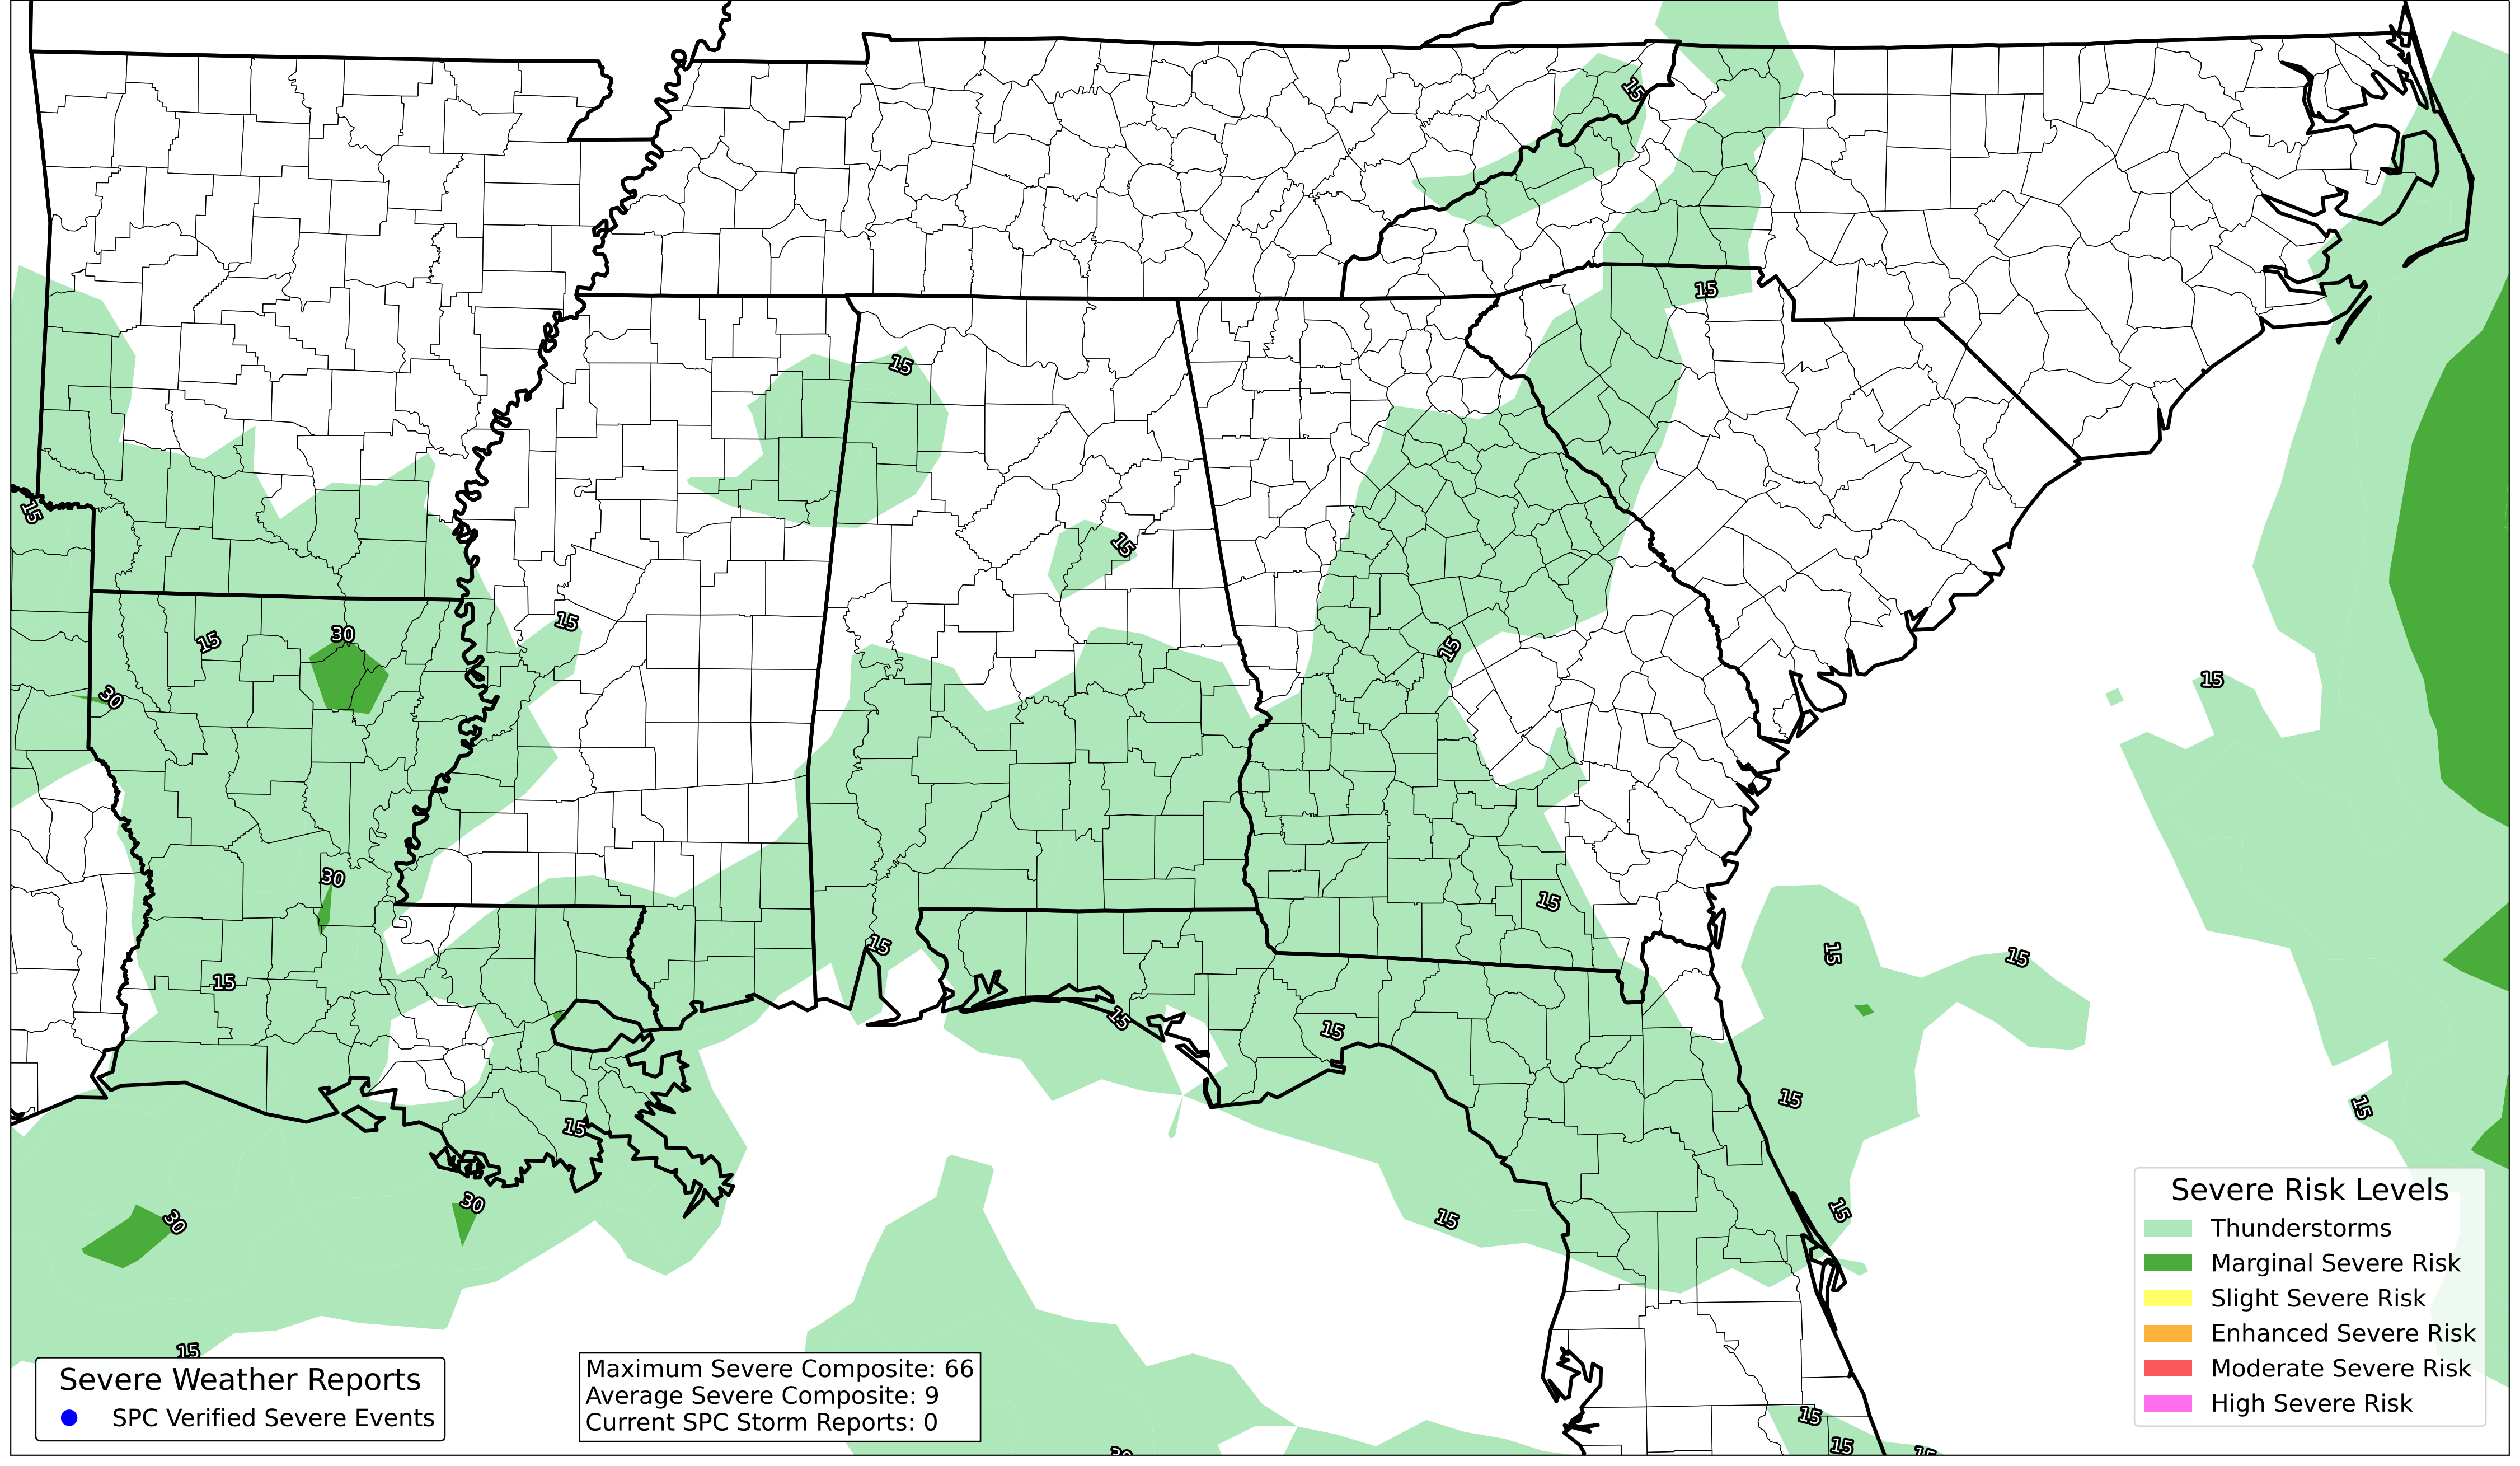 15
15
15
15
15
15
15
30
15
15
30
15
15
30
15
15
15
15
15
15
15
15
15
15
30
15
30
15
15
Severe Risk Levels
Thunderstorms
Marginal Severe Risk
Slight Severe Risk
Enhanced Severe Risk
Moderate Severe Risk
High Severe Risk
Severe Weather Reports
SPC Verified Severe Events
Maximum Severe Composite: 66
Average Severe Composite: 9
Current SPC Storm Reports: 0
15
15